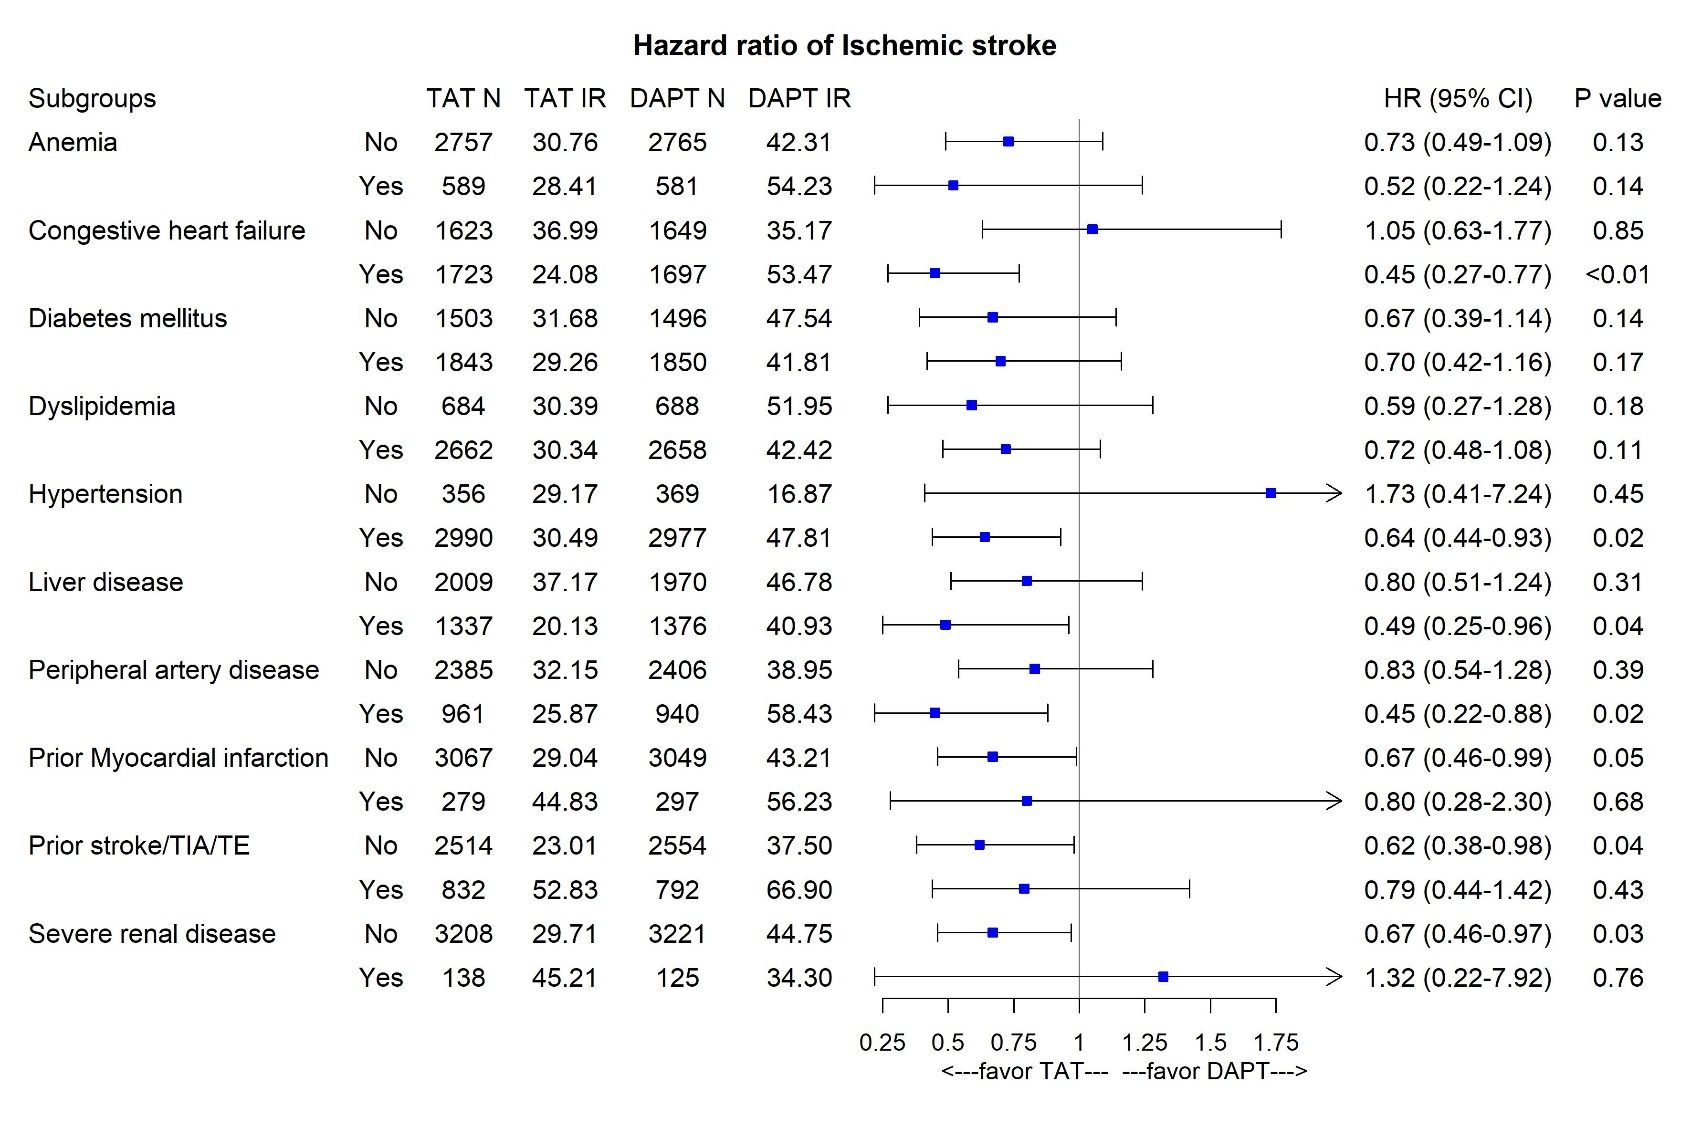 Hazard ratio of Ischemic stroke
Subgroups TAT N TAT IR DAPT N DAPT IR HR (95% CI) P value
Anemia No 2757 30.76 2765 42.31 0.73 (0.49-1.09) 0.13
Yes 589 28.41 581 54.23 0.52 (0.22-1.24) 0.14
Congestive heart failure No 1623 36.99 1649 35.17 1.05 (0.63-1.77) 0.85
Yes 1723 24.08 1697 53.47 0.45 (0.27-0.77) <0.01
Diabetes mellitus No 1503 31.68 1496 47.54 0.67 (0.39-1.14) 0.14
Yes 1843 29.26 1850 41.81 0.70 (0.42-1.16) 0.17
Dyslipidemia No 684 30.39 688 51.95 0.59 (0.27-1.28) 0.18
Yes 2662 30.34 2658 42.42 0.72 (0.48-1.08) 0.11
Hypertension No 356 29.17 369 16.87 1.73 (0.41-7.24) 0.45
Yes 2990 30.49 2977 47.81 0.64 (0.44-0.93) 0.02
Liver disease No 2009 37.17 1970 46.78 0.80 (0.51-1.24) 0.31
Yes 1337 20.13 1376 40.93 0.49 (0.25-0.96) 0.04
Peripheral artery disease No 2385 32.15 2406 38.95 0.83 (0.54-1.28) 0.39
Yes 961 25.87 940 58.43 0.45 (0.22-0.88) 0.02
Prior Myocardial infarction No 3067 29.04 3049 43.21 0.67 (0.46-0.99) 0.05
Yes 279 44.83 297 56.23 0.80 (0.28-2.30) 0.68
Prior stroke/TIA/TE No 2514 23.01 2554 37.50 0.62 (0.38-0.98) 0.04
Yes 832 52.83 792 66.90 0.79 (0.44-1.42) 0.43
Severe renal disease No 3208 29.71 3221 44.75 0.67 (0.46-0.97) 0.03
Yes 138 45.21 125 34.30 1.32 (0.22-7.92) 0.76
0.25 0.5 0.75 1 1.25 1.5 1.75
<---favor TAT--- ---favor DAPT--->